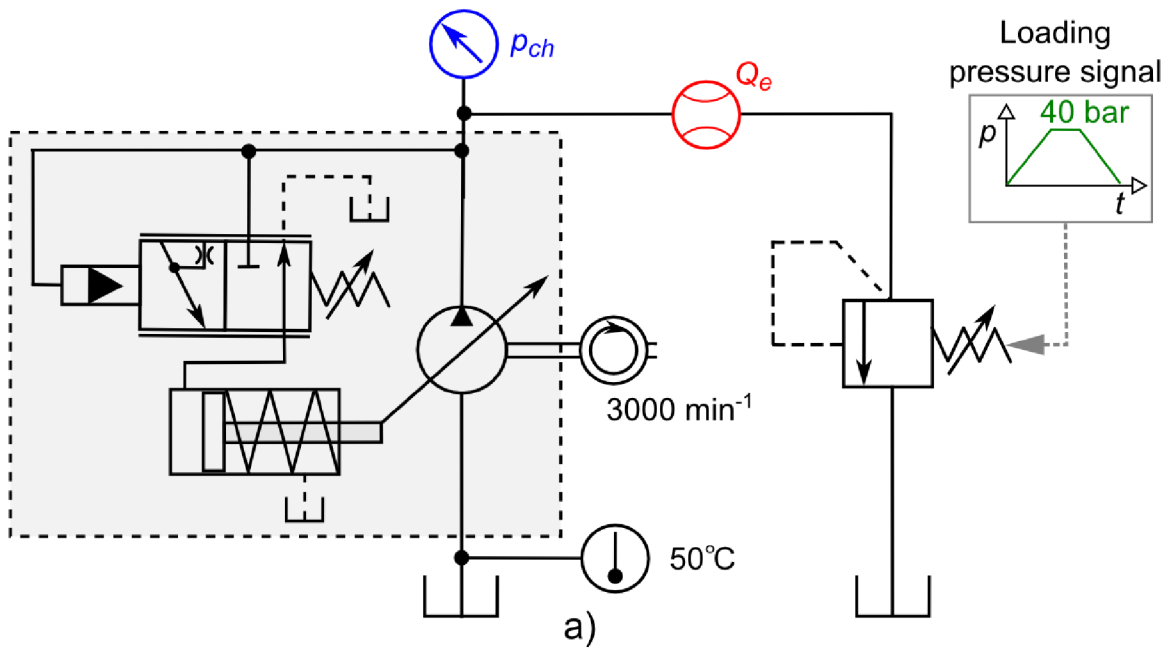 p_ch
Q_e
Loading
pressure signal
40 bar
p
t
3000 min⁻¹
50°C
a)